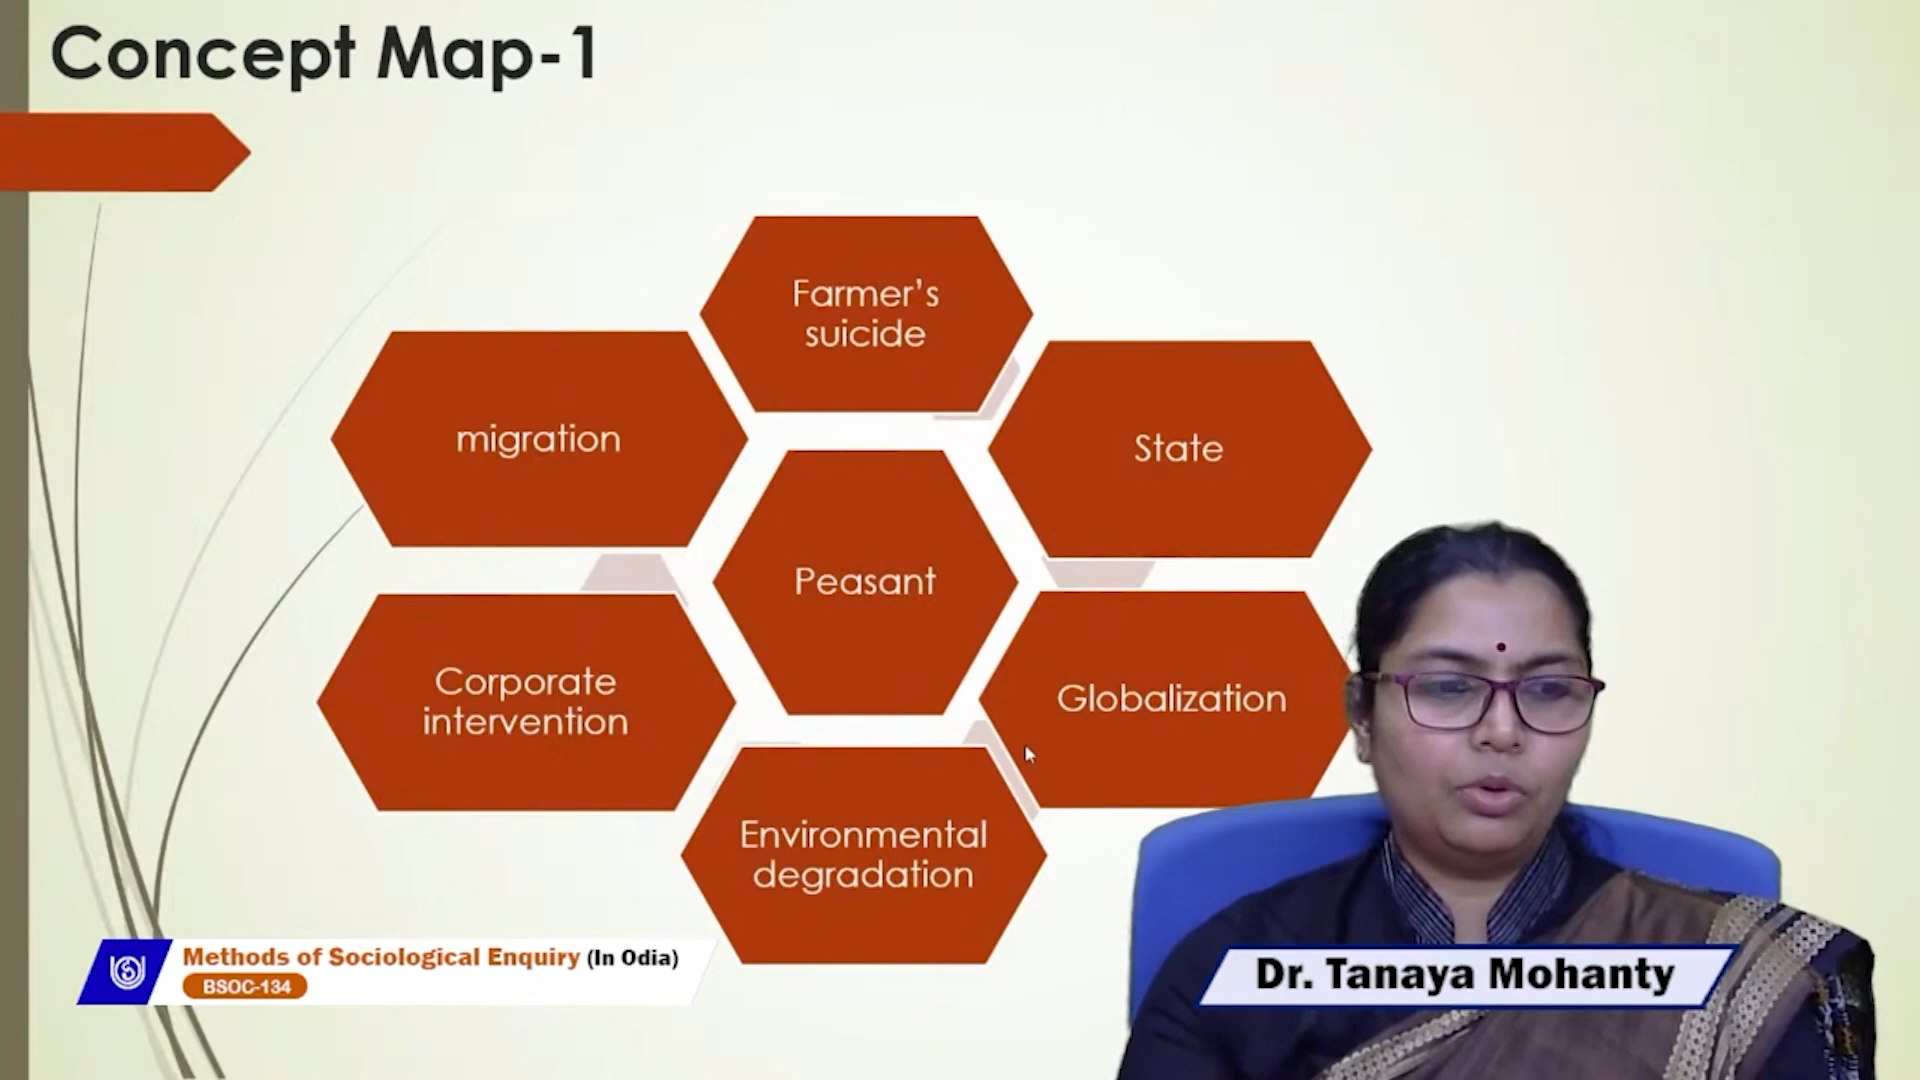 Concept Map-1
Farmer’s
suicide
migration
State
Peasant
Corporate
intervention
Globalization
Environmental
degradation
Methods of Sociological Enquiry (In Odia)
BSOC-134
Dr. Tanaya Mohanty